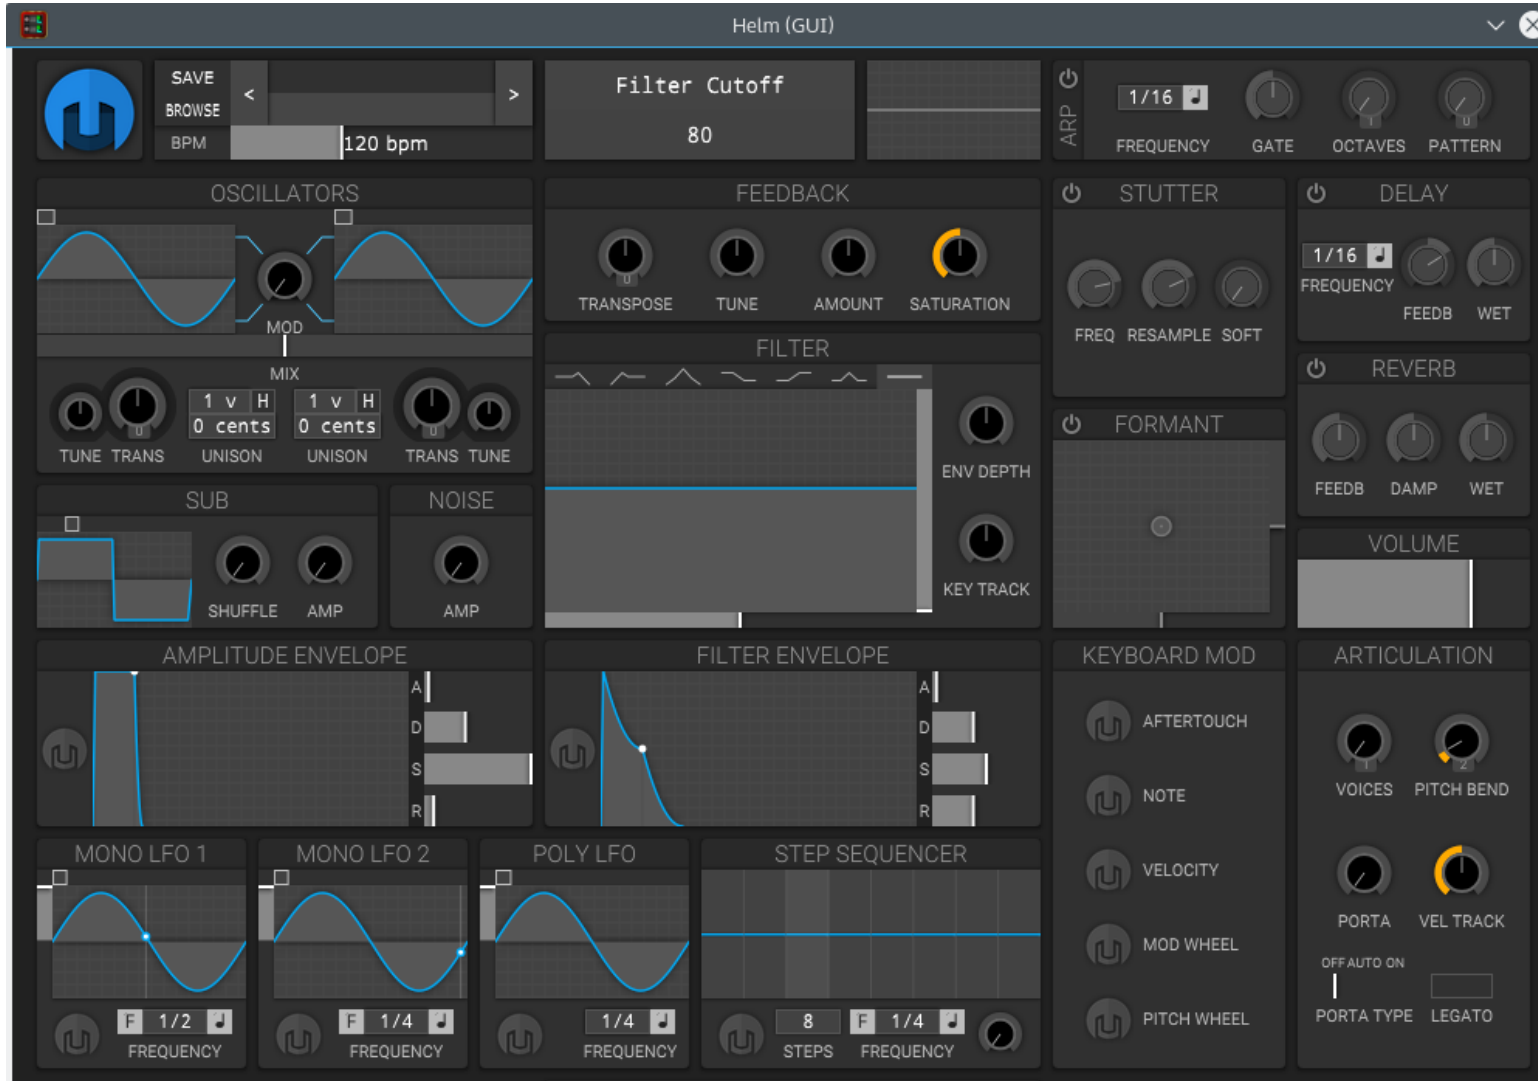 Helm (GUI)
SAVE
BROWSE
< >
BPM 120 bpm
Filter Cutoff
80
ARP
1/16
FREQUENCY GATE OCTAVES PATTERN
OSCILLATORS
MOD
MIX
1 v H 1 v H
0 cents 0 cents
TUNE TRANS UNISON UNISON TRANS TUNE
FEEDBACK
TRANSPOSE TUNE AMOUNT SATURATION
STUTTER
FREQ RESAMPLE SOFT
DELAY
1/16
FREQUENCY
FEEDB WET
FILTER
ENV DEPTH
KEY TRACK
FORMANT
REVERB
FEEDB DAMP WET
VOLUME
SUB
SHUFFLE AMP
NOISE
AMP
AMPLITUDE ENVELOPE
A
D
S
R
FILTER ENVELOPE
A
D
S
R
KEYBOARD MOD
AFTERTOUCH
NOTE
VELOCITY
MOD WHEEL
PITCH WHEEL
ARTICULATION
1 2
VOICES PITCH BEND
PORTA VEL TRACK
OFF AUTO ON
PORTA TYPE LEGATO
MONO LFO 1
F 1/2
FREQUENCY
MONO LFO 2
F 1/4
FREQUENCY
POLY LFO
1/4
FREQUENCY
STEP SEQUENCER
8 F 1/4
STEPS FREQUENCY